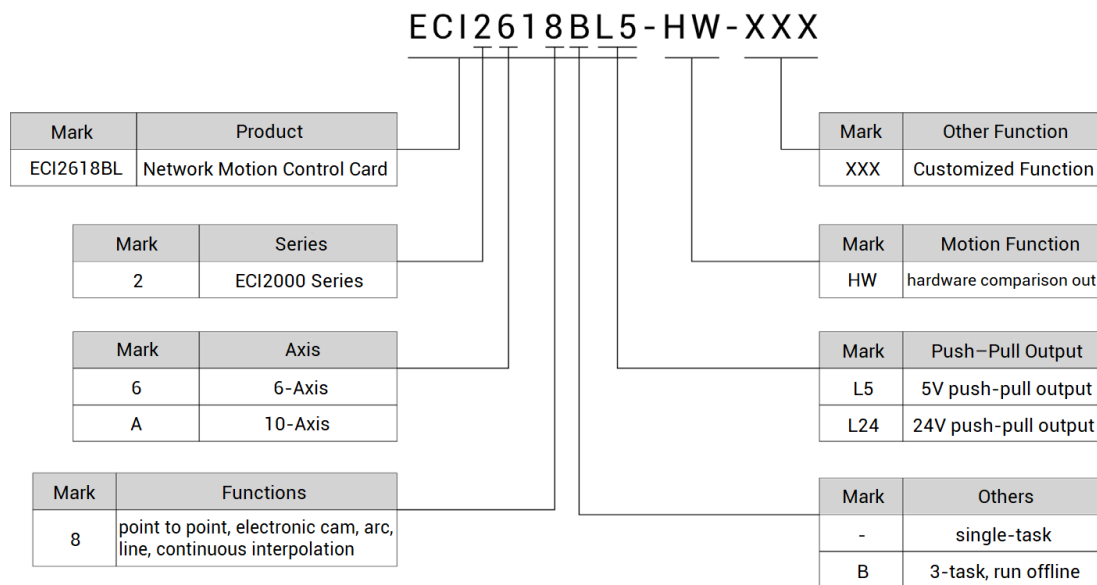 ECI2618BL5-HW-XXX
Mark Product
ECI2618BL Network Motion Control Card
Mark Series
2 ECI2000 Series
Mark Axis
6 6-Axis
A 10-Axis
Mark Functions
8 point to point, electronic cam, arc,
line, continuous interpolation
Mark Other Function
XXX Customized Function
Mark Motion Function
HW hardware comparison out
Mark Push–Pull Output
L5 5V push-pull output
L24 24V push-pull output
Mark Others
- single-task
B 3-task, run offline